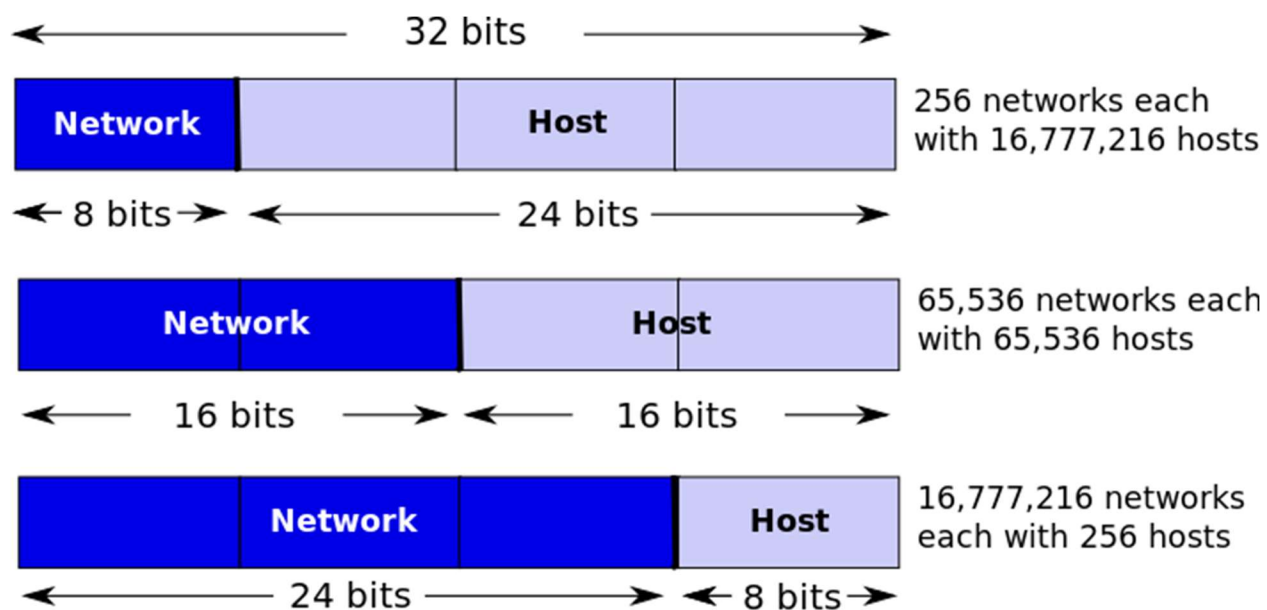 32 bits
Network
Host
256 networks each
with 16,777,216 hosts
8 bits
24 bits
Network
Host
65,536 networks each
with 65,536 hosts
16 bits
16 bits
Network
Host
16,777,216 networks
each with 256 hosts
24 bits
8 bits